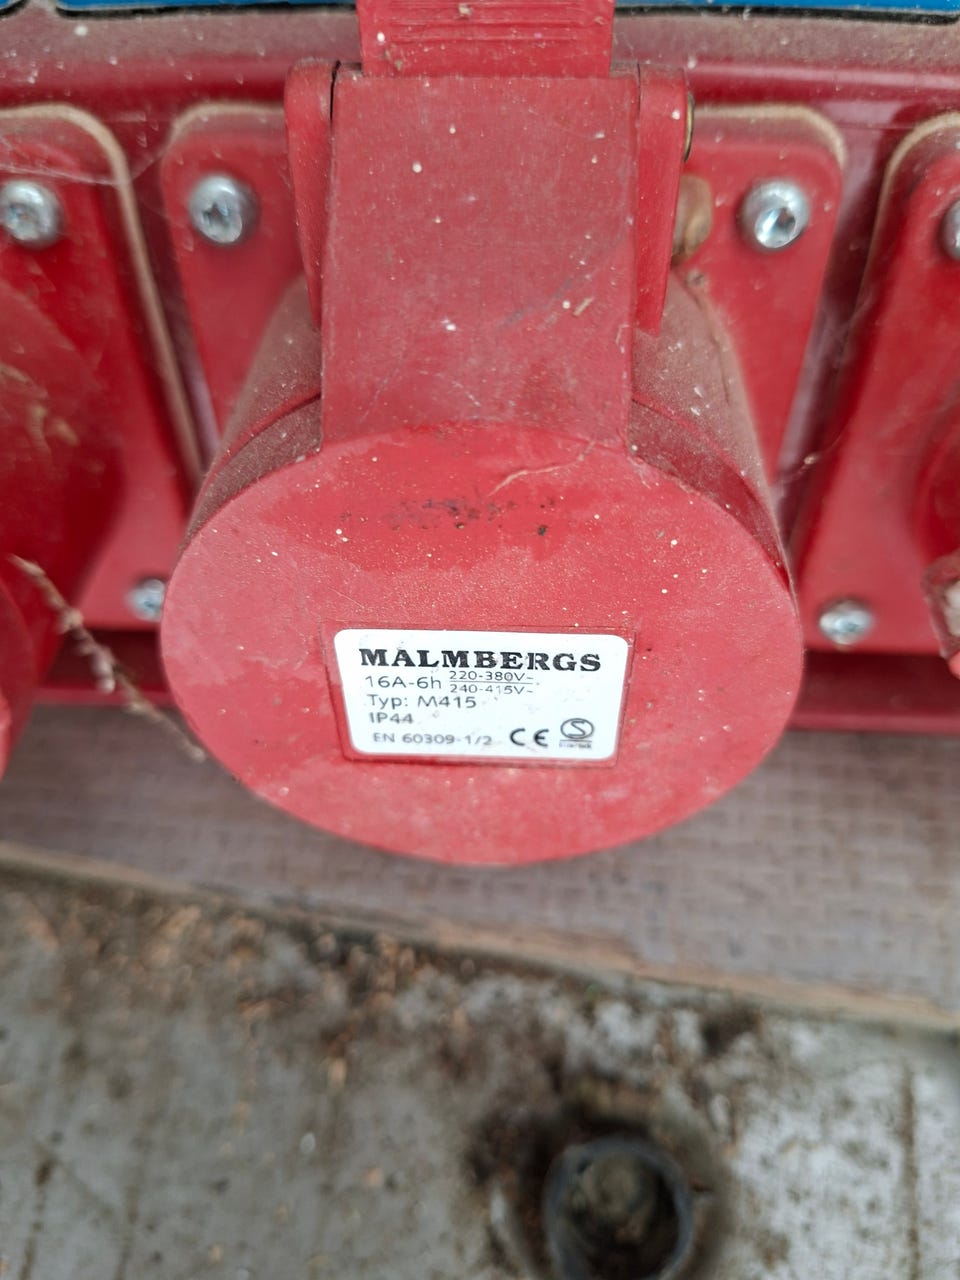 MALMBERGS
16A-6h 220-380V~
240-415V~
Typ: M415
IP44
EN 60309-1/2 CE S